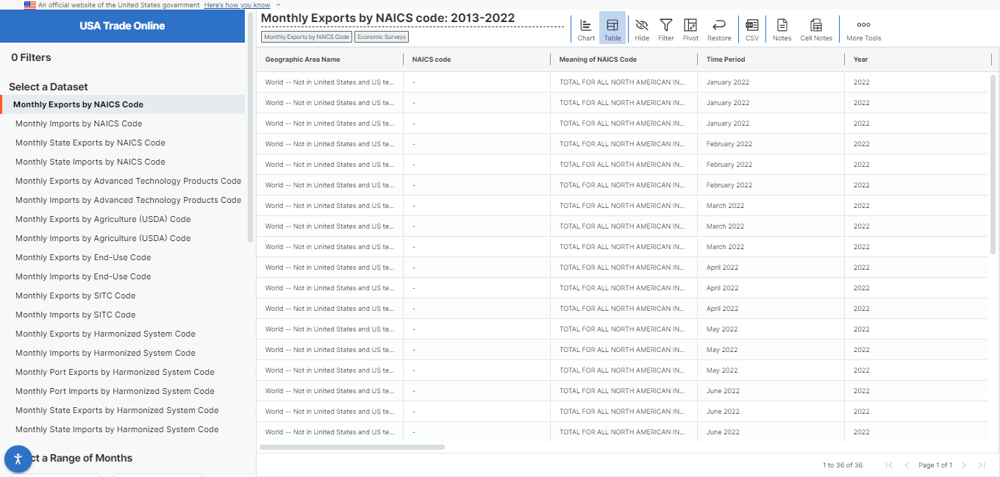 An official website of the United States government Here's how you know
USA Trade Online
0 Filters
Select a Dataset
Monthly Exports by NAICS Code
Monthly Imports by NAICS Code
Monthly State Exports by NAICS Code
Monthly State Imports by NAICS Code
Monthly Exports by Advanced Technology Products Code
Monthly Imports by Advanced Technology Products Code
Monthly Exports by Agriculture (USDA) Code
Monthly Imports by Agriculture (USDA) Code
Monthly Exports by End-Use Code
Monthly Imports by End-Use Code
Monthly Exports by SITC Code
Monthly Imports by SITC Code
Monthly Exports by Harmonized System Code
Monthly Imports by Harmonized System Code
Monthly Port Exports by Harmonized System Code
Monthly Port Imports by Harmonized System Code
Monthly State Exports by Harmonized System Code
Monthly State Imports by Harmonized System Code
ct a Range of Months
Monthly Exports by NAICS code: 2013-2022
Monthly Exports by NAICS Code Economic Surveys
Chart Table Hide Filter Pivot Restore CSV Notes Cell Notes More Tools
Geographic Area Name NAICS code Meaning of NAICS Code Time Period Year
World -- Not in United States and US te... - TOTAL FOR ALL NORTH AMERICAN IN... January 2022 2022
World -- Not in United States and US te... - TOTAL FOR ALL NORTH AMERICAN IN... January 2022 2022
World -- Not in United States and US te... - TOTAL FOR ALL NORTH AMERICAN IN... January 2022 2022
World -- Not in United States and US te... - TOTAL FOR ALL NORTH AMERICAN IN... February 2022 2022
World -- Not in United States and US te... - TOTAL FOR ALL NORTH AMERICAN IN... February 2022 2022
World -- Not in United States and US te... - TOTAL FOR ALL NORTH AMERICAN IN... February 2022 2022
World -- Not in United States and US te... - TOTAL FOR ALL NORTH AMERICAN IN... March 2022 2022
World -- Not in United States and US te... - TOTAL FOR ALL NORTH AMERICAN IN... March 2022 2022
World -- Not in United States and US te... - TOTAL FOR ALL NORTH AMERICAN IN... March 2022 2022
World -- Not in United States and US te... - TOTAL FOR ALL NORTH AMERICAN IN... April 2022 2022
World -- Not in United States and US te... - TOTAL FOR ALL NORTH AMERICAN IN... April 2022 2022
World -- Not in United States and US te... - TOTAL FOR ALL NORTH AMERICAN IN... April 2022 2022
World -- Not in United States and US te... - TOTAL FOR ALL NORTH AMERICAN IN... May 2022 2022
World -- Not in United States and US te... - TOTAL FOR ALL NORTH AMERICAN IN... May 2022 2022
World -- Not in United States and US te... - TOTAL FOR ALL NORTH AMERICAN IN... May 2022 2022
World -- Not in United States and US te... - TOTAL FOR ALL NORTH AMERICAN IN... June 2022 2022
World -- Not in United States and US te... - TOTAL FOR ALL NORTH AMERICAN IN... June 2022 2022
World -- Not in United States and US te... - TOTAL FOR ALL NORTH AMERICAN IN... June 2022 2022
1 to 36 of 36 Page 1 of 1